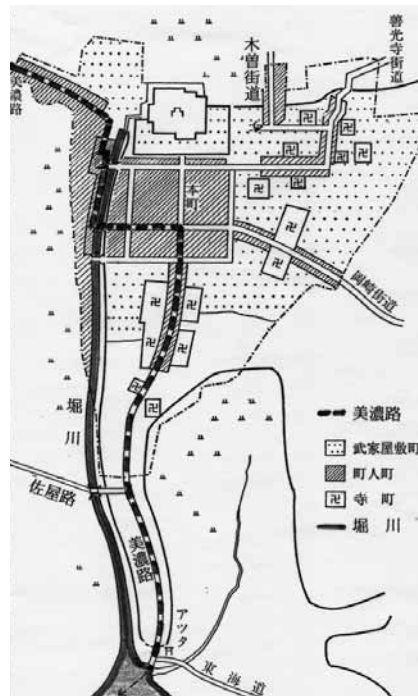 善光寺街道
木曽街道
美濃路
本町
岡崎街道
堀川
佐屋路
美濃路
アツタ
東海道
美濃路
武家屋敷町
町人町
寺町
堀川